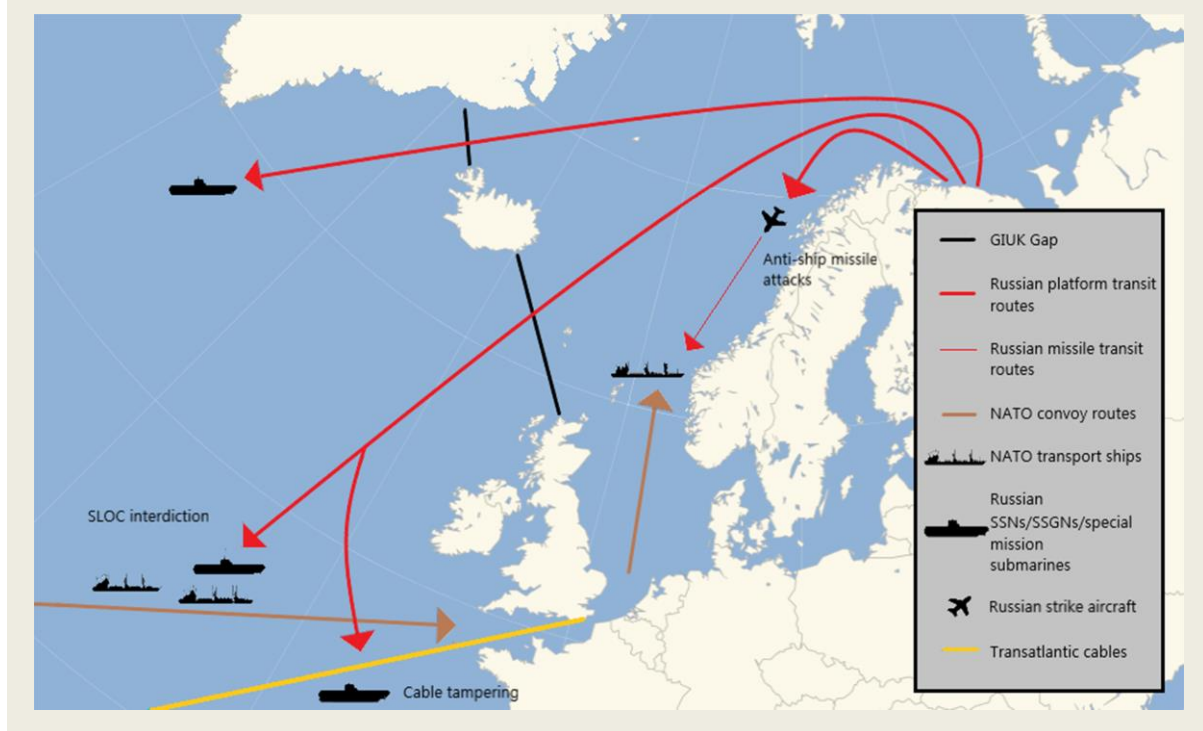 Anti-ship missile
attacks
SLOC interdiction
Cable tampering
GIUK Gap
Russian platform transit
routes
Russian missile transit
routes
NATO convoy routes
NATO transport ships
Russian
SSNs/SSGNs/special
mission
submarines
Russian strike aircraft
Transatlantic cables